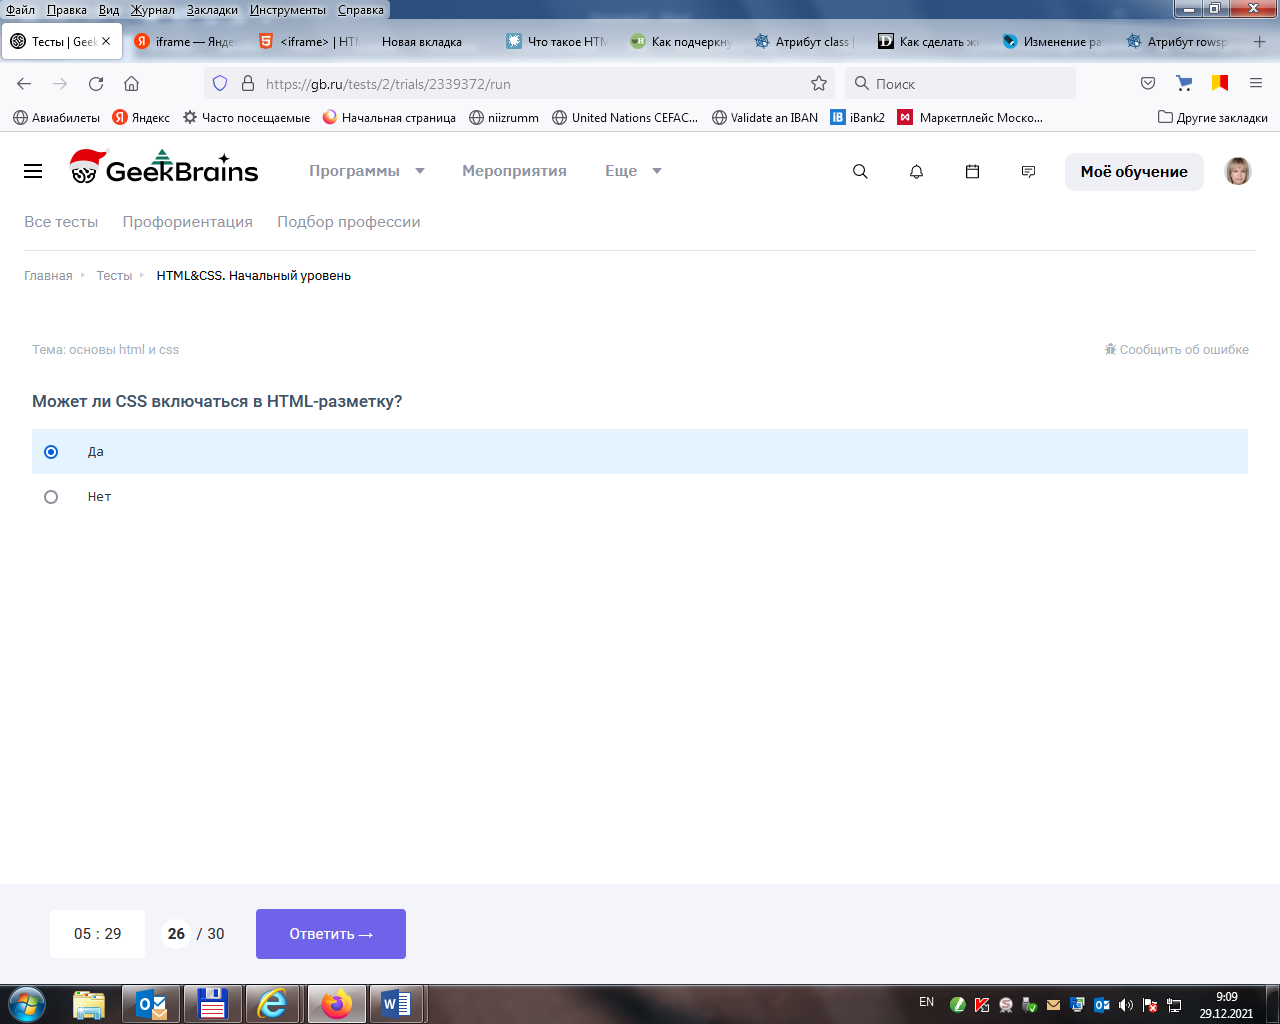 Файл Правка Вид Журнал Закладки Инструменты Справка
Тесты | Geek
iframe — Янде
<iframe> | HTM
Новая вкладка
Что такое HTM
Как подчеркну
Атрибут class |
Как сделать жи
Изменение ра
Атрибут rowsp
https://gb.ru/tests/2/trials/2339372/run
Поиск
Авиабилеты Яндекс Часто посещаемые Начальная страница niizrumm United Nations CEFAC... Validate an IBAN iBank2 Маркетплейс Моско... Другие закладки
GeekBrains Программы Мероприятия Еще Моё обучение
Все тесты Профориентация Подбор профессии
Главная Тесты HTML&CSS. Начальный уровень
Тема: основы html и css Сообщить об ошибке
Может ли CSS включаться в HTML-разметку?
Да
Нет
05 : 29 26 / 30 Ответить →
EN 9:09
29.12.2021